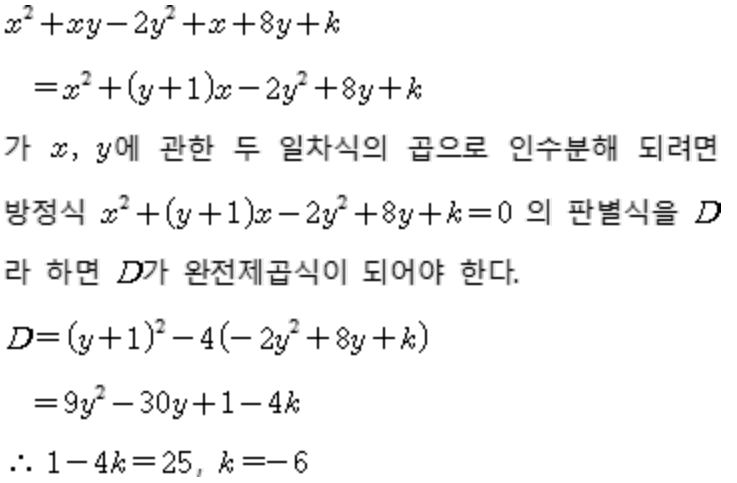 x²+xy−2y²+x+8y+k
=x²+(y+1)x−2y²+8y+k
가 x, y에 관한 두 일차식의 곱으로 인수분해 되려면
방정식 x²+(y+1)x−2y²+8y+k=0 의 판별식을 D
라 하면 D가 완전제곱식이 되어야 한다.
D=(y+1)²−4(−2y²+8y+k)
=9y²−30y+1−4k
∴ 1−4k=25, k=−6